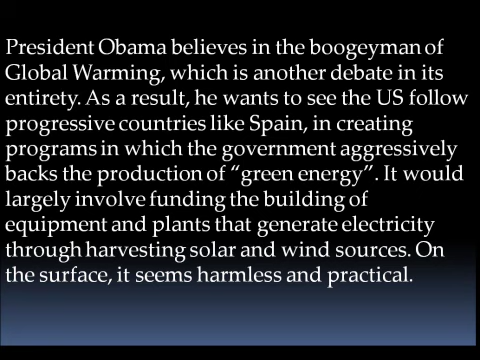 President Obama believes in the boogeyman of
Global Warming, which is another debate in its
entirety. As a result, he wants to see the US follow
progressive countries like Spain, in creating
programs in which the government aggressively
backs the production of “green energy”. It would
largely involve funding the building of
equipment and plants that generate electricity
through harvesting solar and wind sources. On
the surface, it seems harmless and practical.